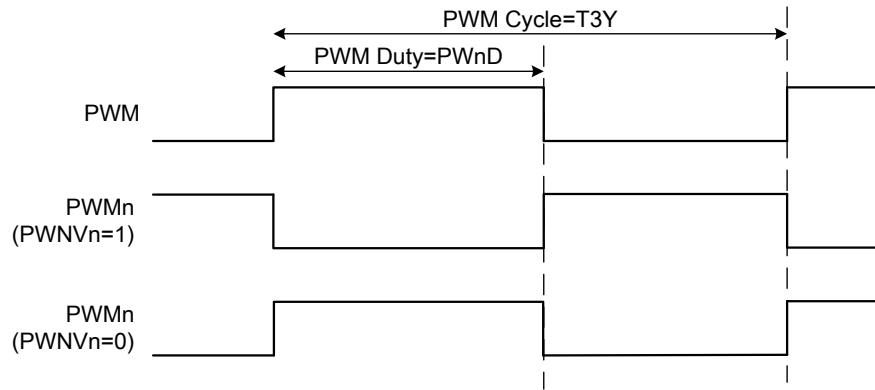 PWM Cycle=T3Y
PWM Duty=PWnD
PWM
PWMn
(PWNVn=1)
PWMn
(PWNVn=0)